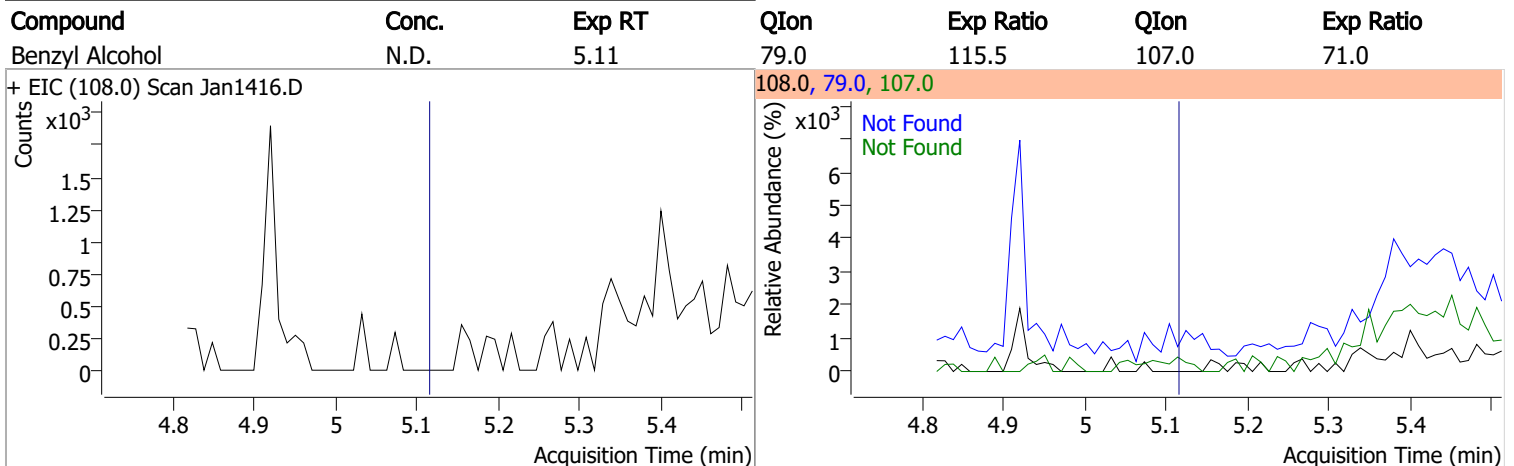 Compound Conc. Exp RT QIon Exp Ratio QIon Exp Ratio
Benzyl Alcohol N.D. 5.11 79.0 115.5 107.0 71.0
+ EIC (108.0) Scan Jan1416.D
Counts
x10³
1.5
1.25
1
0.75
0.5
0.25
0
4.8 4.9 5 5.1 5.2 5.3 5.4
Acquisition Time (min)
108.0, 79.0, 107.0
Relative Abundance (%)
x10³
Not Found
Not Found
6
5
4
3
2
1
0
4.8 4.9 5 5.1 5.2 5.3 5.4
Acquisition Time (min)